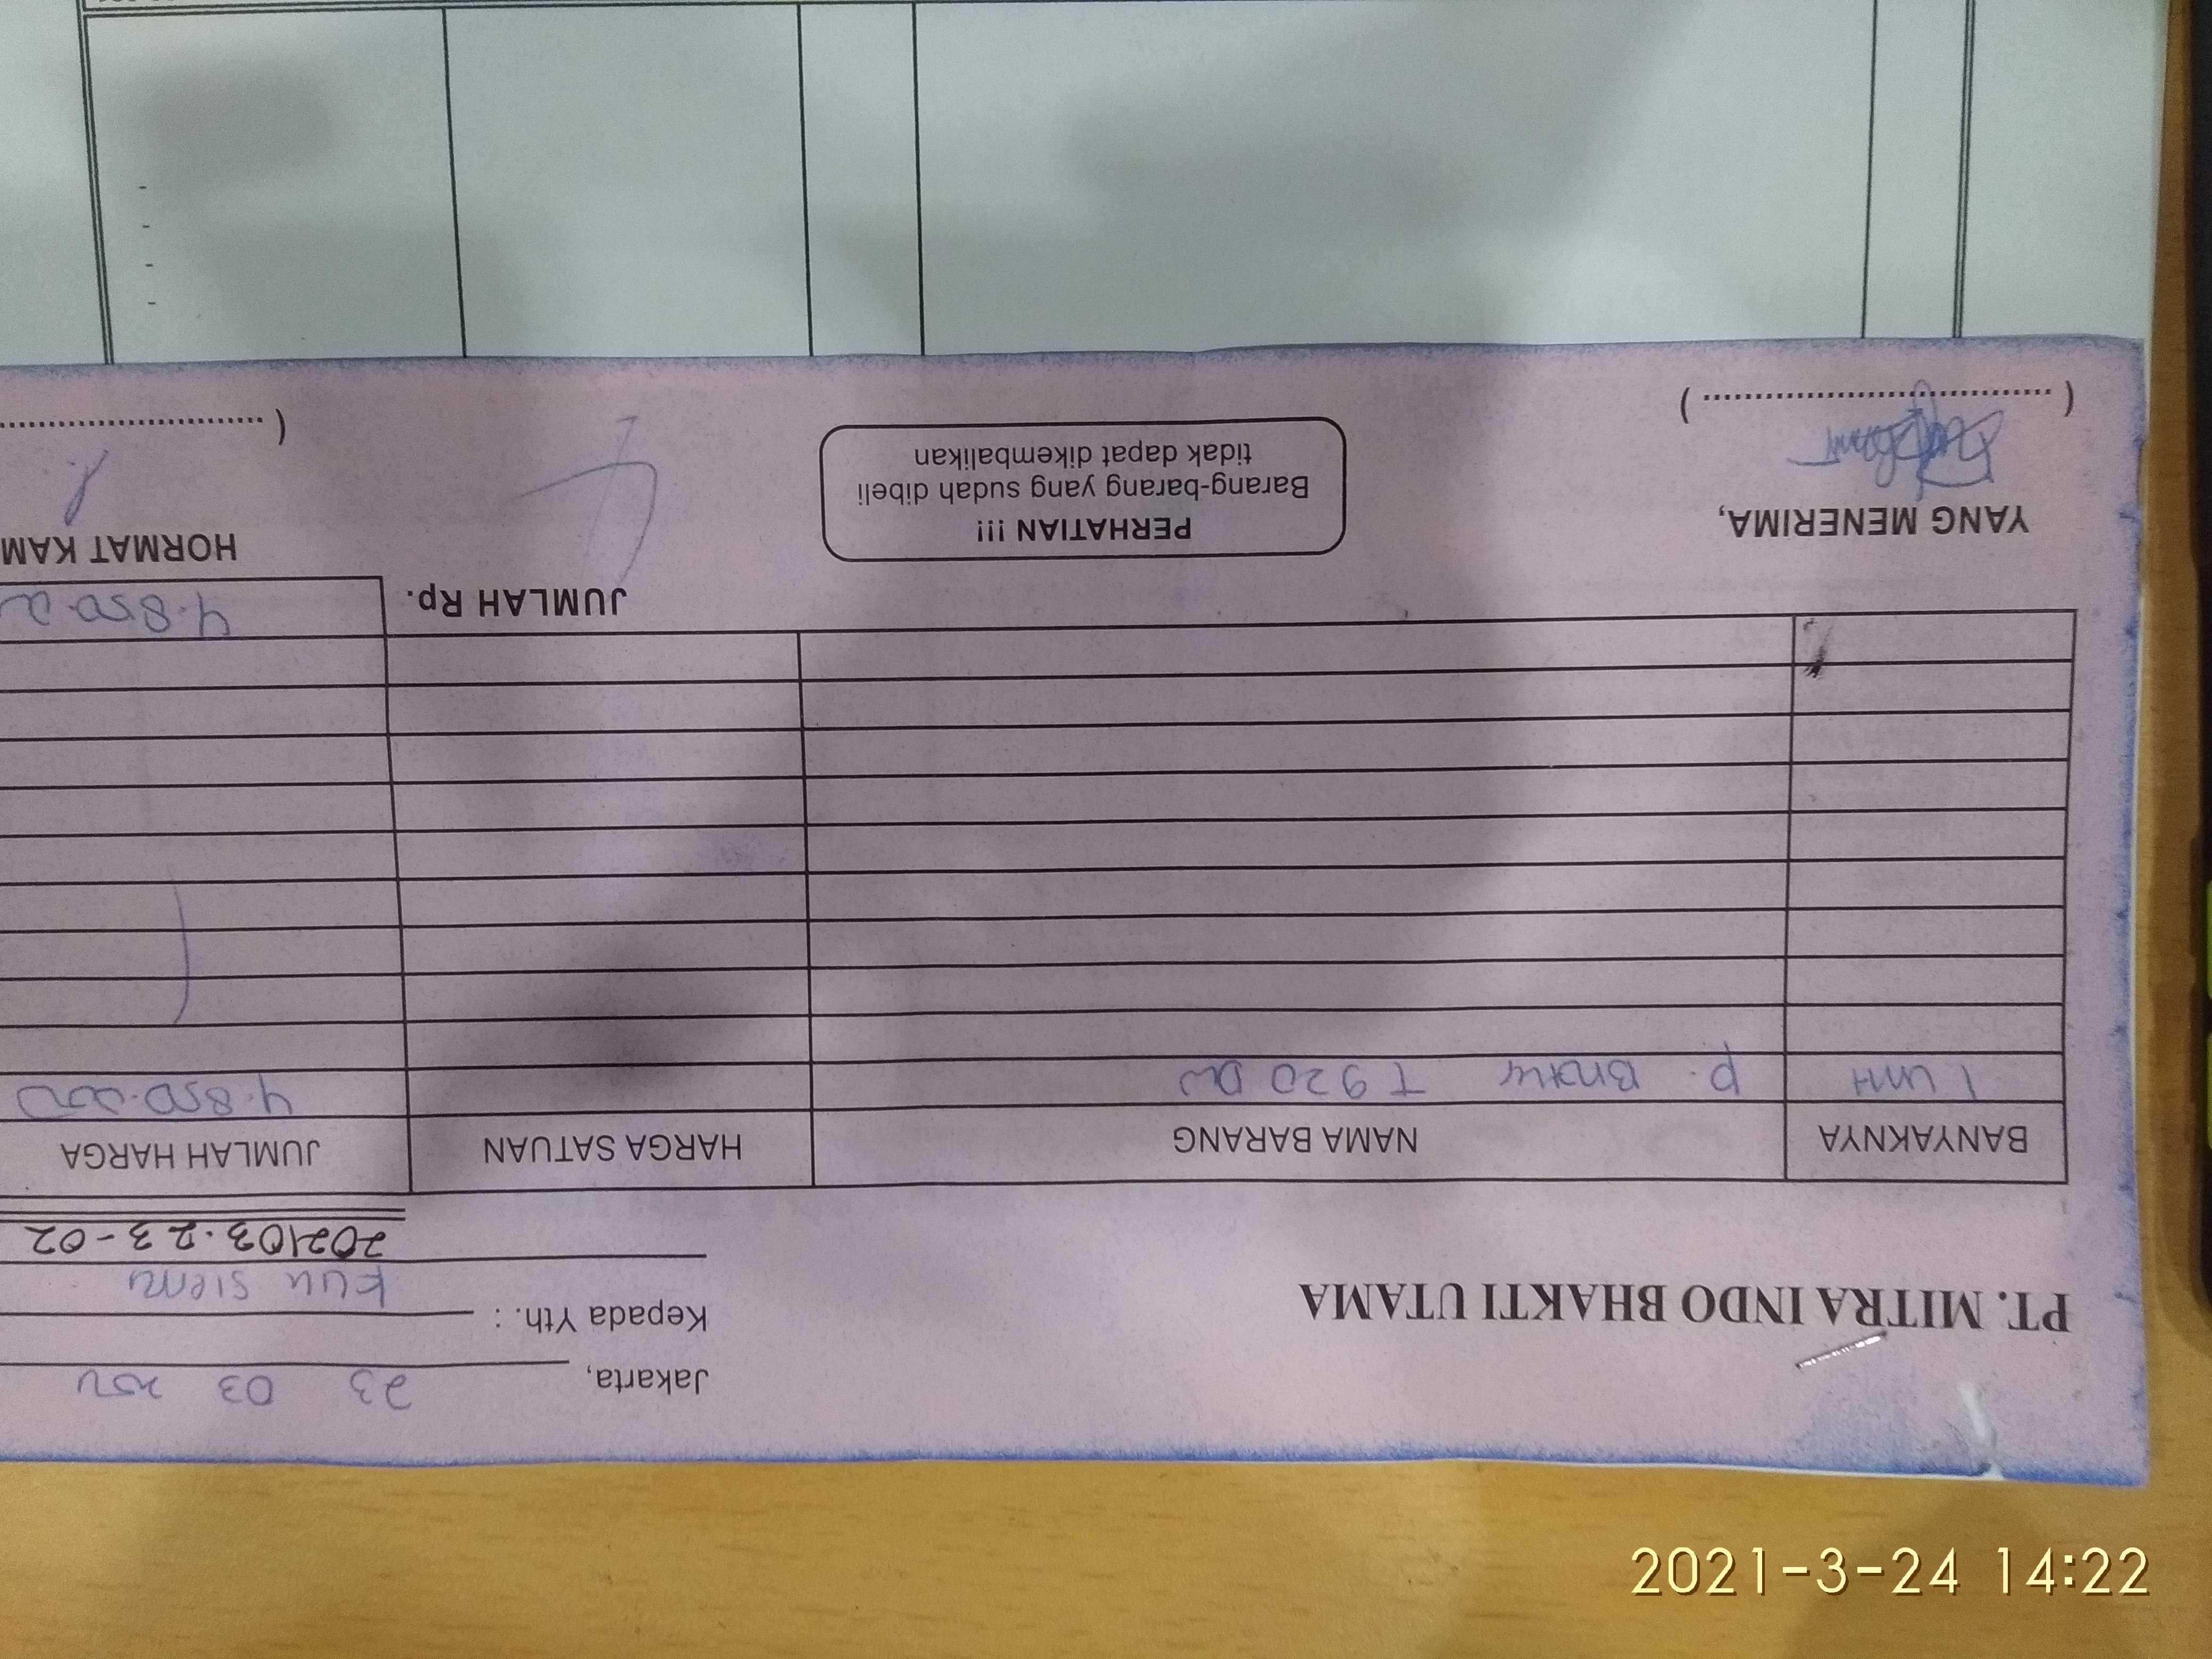 PT. MITRA INDO BHAKTI UTAMA
Jakarta, 23 03
Kepada Yth. :
202103.23-02
BANYAKNYA NAMA BARANG HARGA SATUAN JUMLAH HARGA
1 unit P. T 920 DW 4.850.000
JUMLAH Rp. 4.850.
YANG MENERIMA,
PERHATIAN !!!
Barang-barang yang sudah dibeli
tidak dapat dikembalikan
HORMAT KAM
2021-3-24 14:22